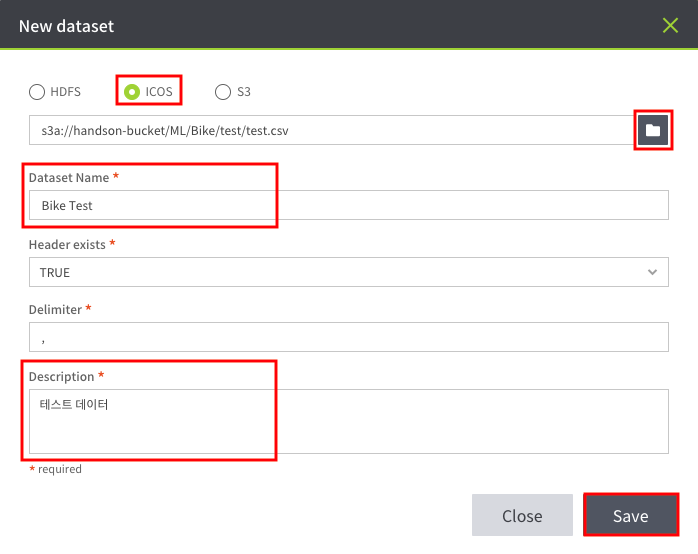 New dataset
HDFS ICOS S3
s3a://handson-bucket/ML/Bike/test/test.csv
Dataset Name *
Bike Test
Header exists *
TRUE
Delimiter *
,
Description *
테스트 데이터
* required
Close Save